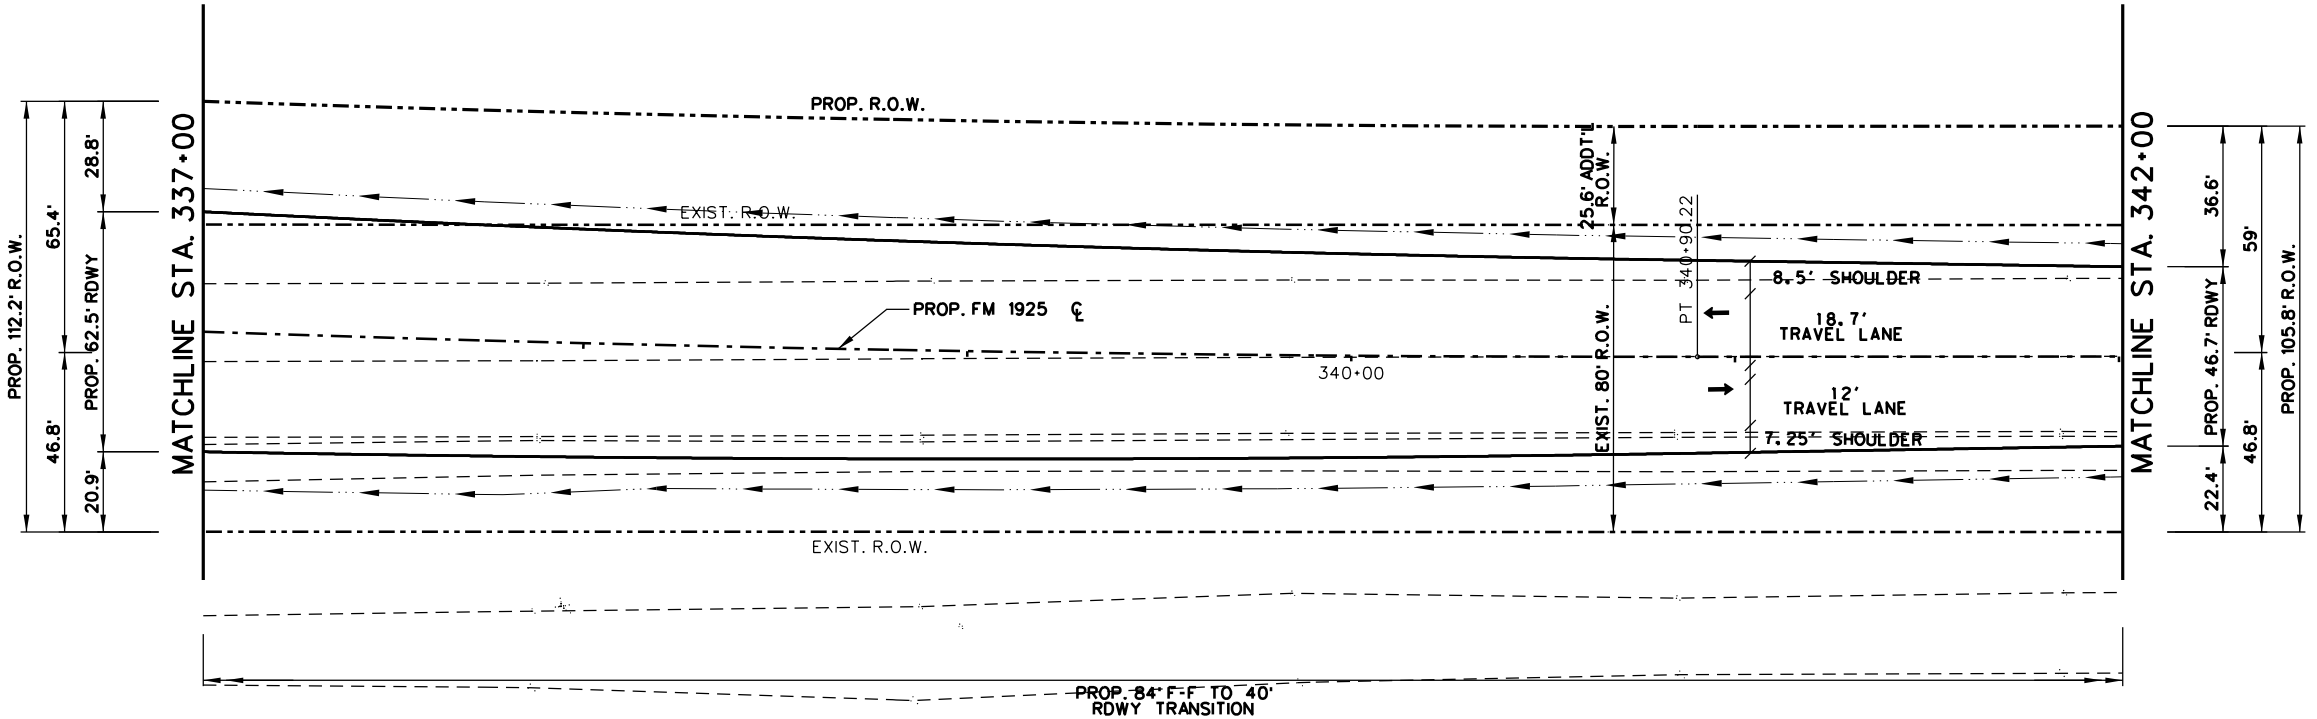 PROP. 112.2' R.O.W.
65.4'
46.8'
28.8'
PROP. 62.5' RDWY
20.9'
MATCHLINE STA. 337+00
PROP. R.O.W.
EXIST. R.O.W.
PROP. FM 1925 ℄
340+00
EXIST. R.O.W.
25.6' ADDT'L
R.O.W.
EXIST. 80' R.O.W.
PT 340+90.22
8.5' SHOULDER
18.7'
TRAVEL LANE
12'
TRAVEL LANE
7.25' SHOULDER
MATCHLINE STA. 342+00
36.6'
PROP. 46.7' RDWY
22.4'
59'
46.8'
PROP. 105.8' R.O.W.
PROP. 84' F-F TO 40'
RDWY TRANSITION